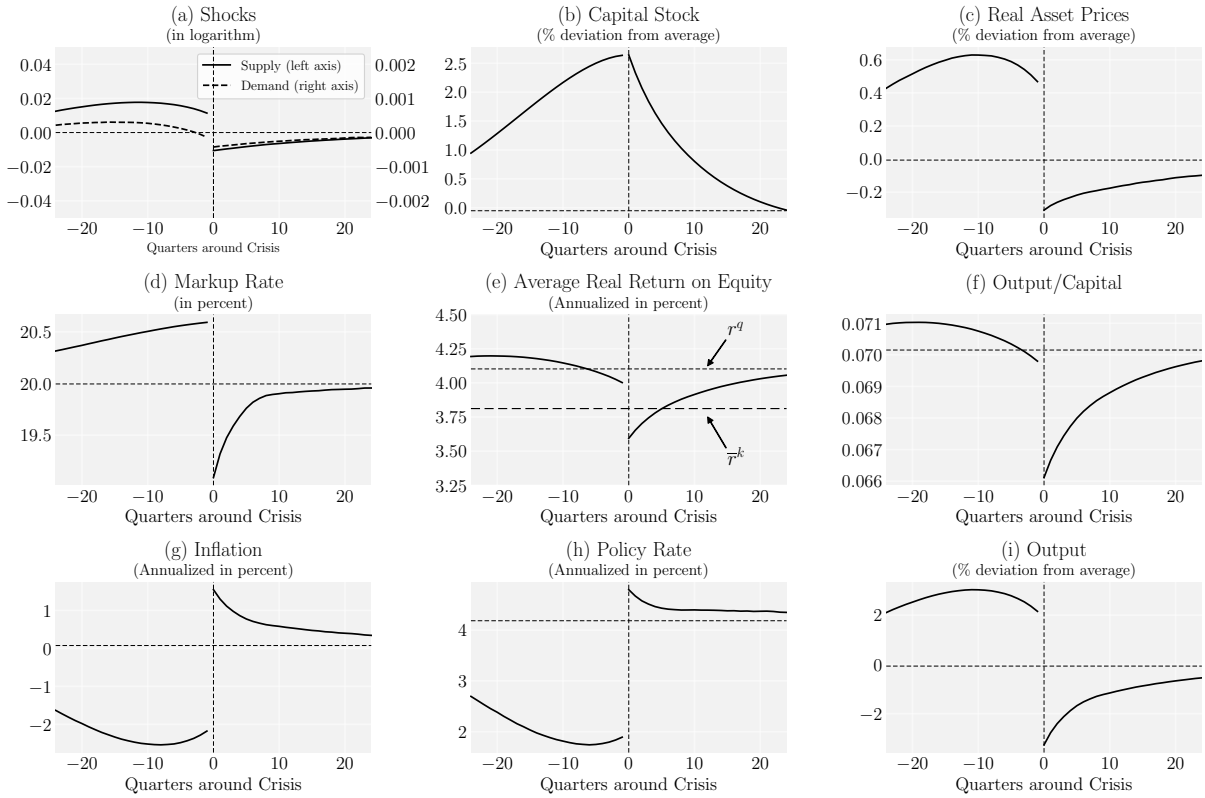 (a) Shocks
(in logarithm)
0.04
0.02
0.00
−0.02
−0.04
0.002
0.001
0.000
−0.001
−0.002
Supply (left axis)
Demand (right axis)
−20 −10 0 10 20
Quarters around Crisis
(b) Capital Stock
(% deviation from average)
2.5
2.0
1.5
1.0
0.5
0.0
−20 −10 0 10 20
Quarters around Crisis
(c) Real Asset Prices
(% deviation from average)
0.6
0.4
0.2
0.0
−0.2
−20 −10 0 10 20
Quarters around Crisis
(d) Markup Rate
(in percent)
20.5
20.0
19.5
−20 −10 0 10 20
Quarters around Crisis
(e) Average Real Return on Equity
(Annualized in percent)
4.50
4.25
4.00
3.75
3.50
3.25
r^q
r̅^k
−20 −10 0 10 20
Quarters around Crisis
(f) Output/Capital
0.071
0.070
0.069
0.068
0.067
0.066
−20 −10 0 10 20
Quarters around Crisis
(g) Inflation
(Annualized in percent)
1
0
−1
−2
−20 −10 0 10 20
Quarters around Crisis
(h) Policy Rate
(Annualized in percent)
4
3
2
−20 −10 0 10 20
Quarters around Crisis
(i) Output
(% deviation from average)
2
0
−2
−20 −10 0 10 20
Quarters around Crisis